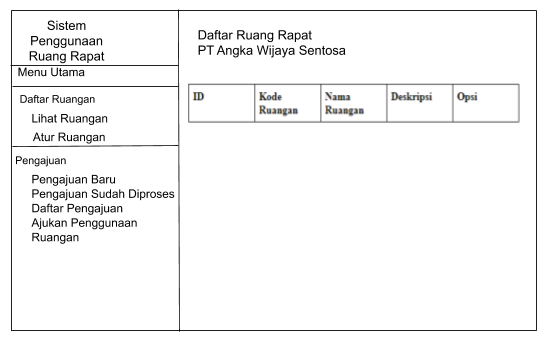 Sistem
Penggunaan
Ruang Rapat
Menu Utama
Daftar Ruangan
Lihat Ruangan
Atur Ruangan
Pengajuan
Pengajuan Baru
Pengajuan Sudah Diproses
Daftar Pengajuan
Ajukan Penggunaan
Ruangan
Daftar Ruang Rapat
PT Angka Wijaya Sentosa
ID
Kode
Ruangan
Nama
Ruangan
Deskripsi
Opsi